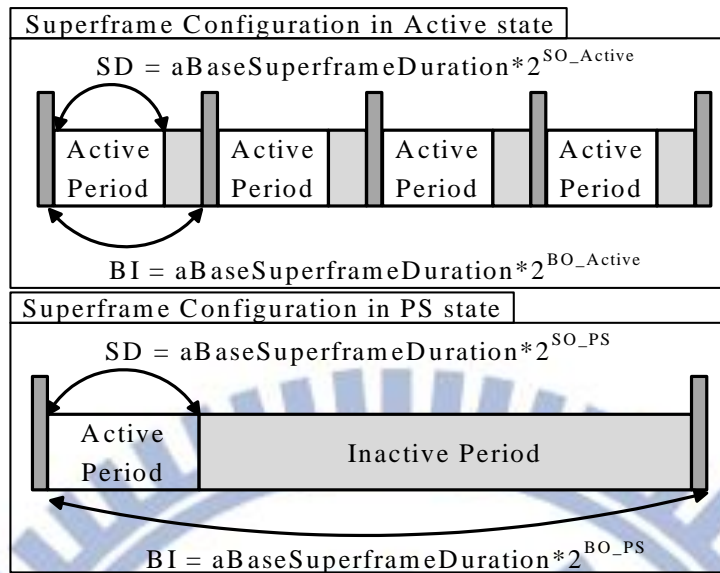 Superframe Configuration in Active state
SD = aBaseSuperframeDuration*2^SO_Active
Active Active Active Active
Period Period Period Period
BI = aBaseSuperframeDuration*2^BO_Active
Superframe Configuration in PS state
SD = aBaseSuperframeDuration*2^SO_PS
Active
Period
Inactive Period
BI = aBaseSuperframeDuration*2^BO_PS